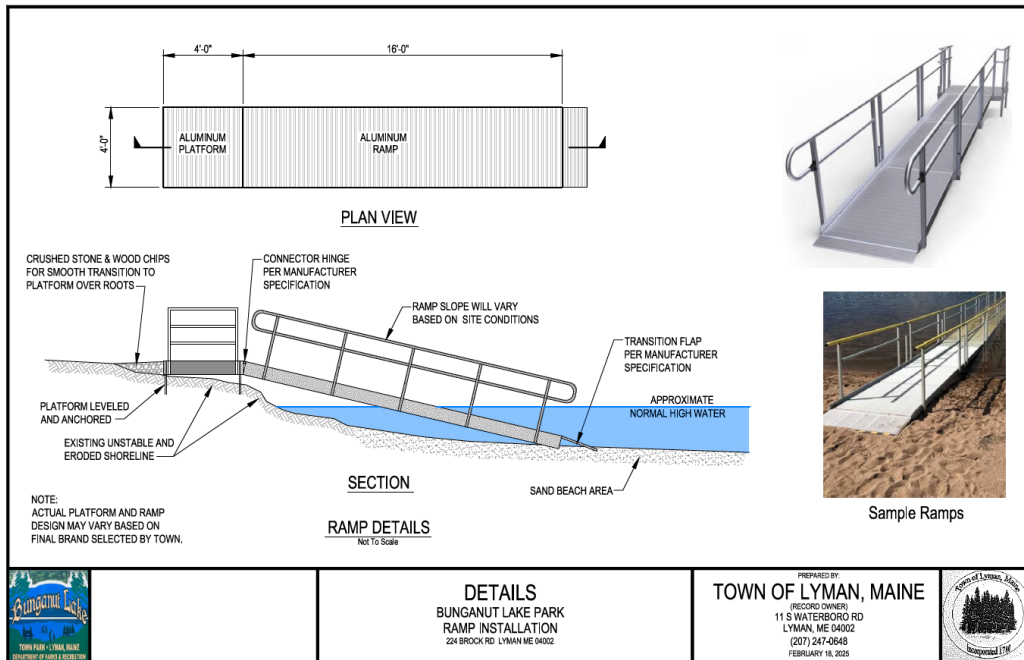 4'-0"
16'-0"
4'-0"
ALUMINUM
PLATFORM
ALUMINUM
RAMP
PLAN VIEW
CRUSHED STONE & WOOD CHIPS
FOR SMOOTH TRANSITION TO
PLATFORM OVER ROOTS
CONNECTOR HINGE
PER MANUFACTURER
SPECIFICATION
RAMP SLOPE WILL VARY
BASED ON SITE CONDITIONS
TRANSITION FLAP
PER MANUFACTURER
SPECIFICATION
APPROXIMATE
NORMAL HIGH WATER
PLATFORM LEVELED
AND ANCHORED
EXISTING UNSTABLE AND
ERODED SHORELINE
SECTION
SAND BEACH AREA
NOTE:
ACTUAL PLATFORM AND RAMP
DESIGN MAY VARY BASED ON
FINAL BRAND SELECTED BY TOWN.
RAMP DETAILS
Not To Scale
Sample Ramps
Bunganut Lake
TOWN PARK • LYMAN, MAINE
DEPARTMENT OF PARKS & RECREATION
DETAILS
BUNGANUT LAKE PARK
RAMP INSTALLATION
224 BROCK RD LYMAN ME 04002
PREPARED BY:
TOWN OF LYMAN, MAINE
(RECORD OWNER)
11 S WATERBORO RD
LYMAN, ME 04002
(207) 247-0648
FEBRUARY 18, 2025
Town of Lyman, Maine
Incorporated